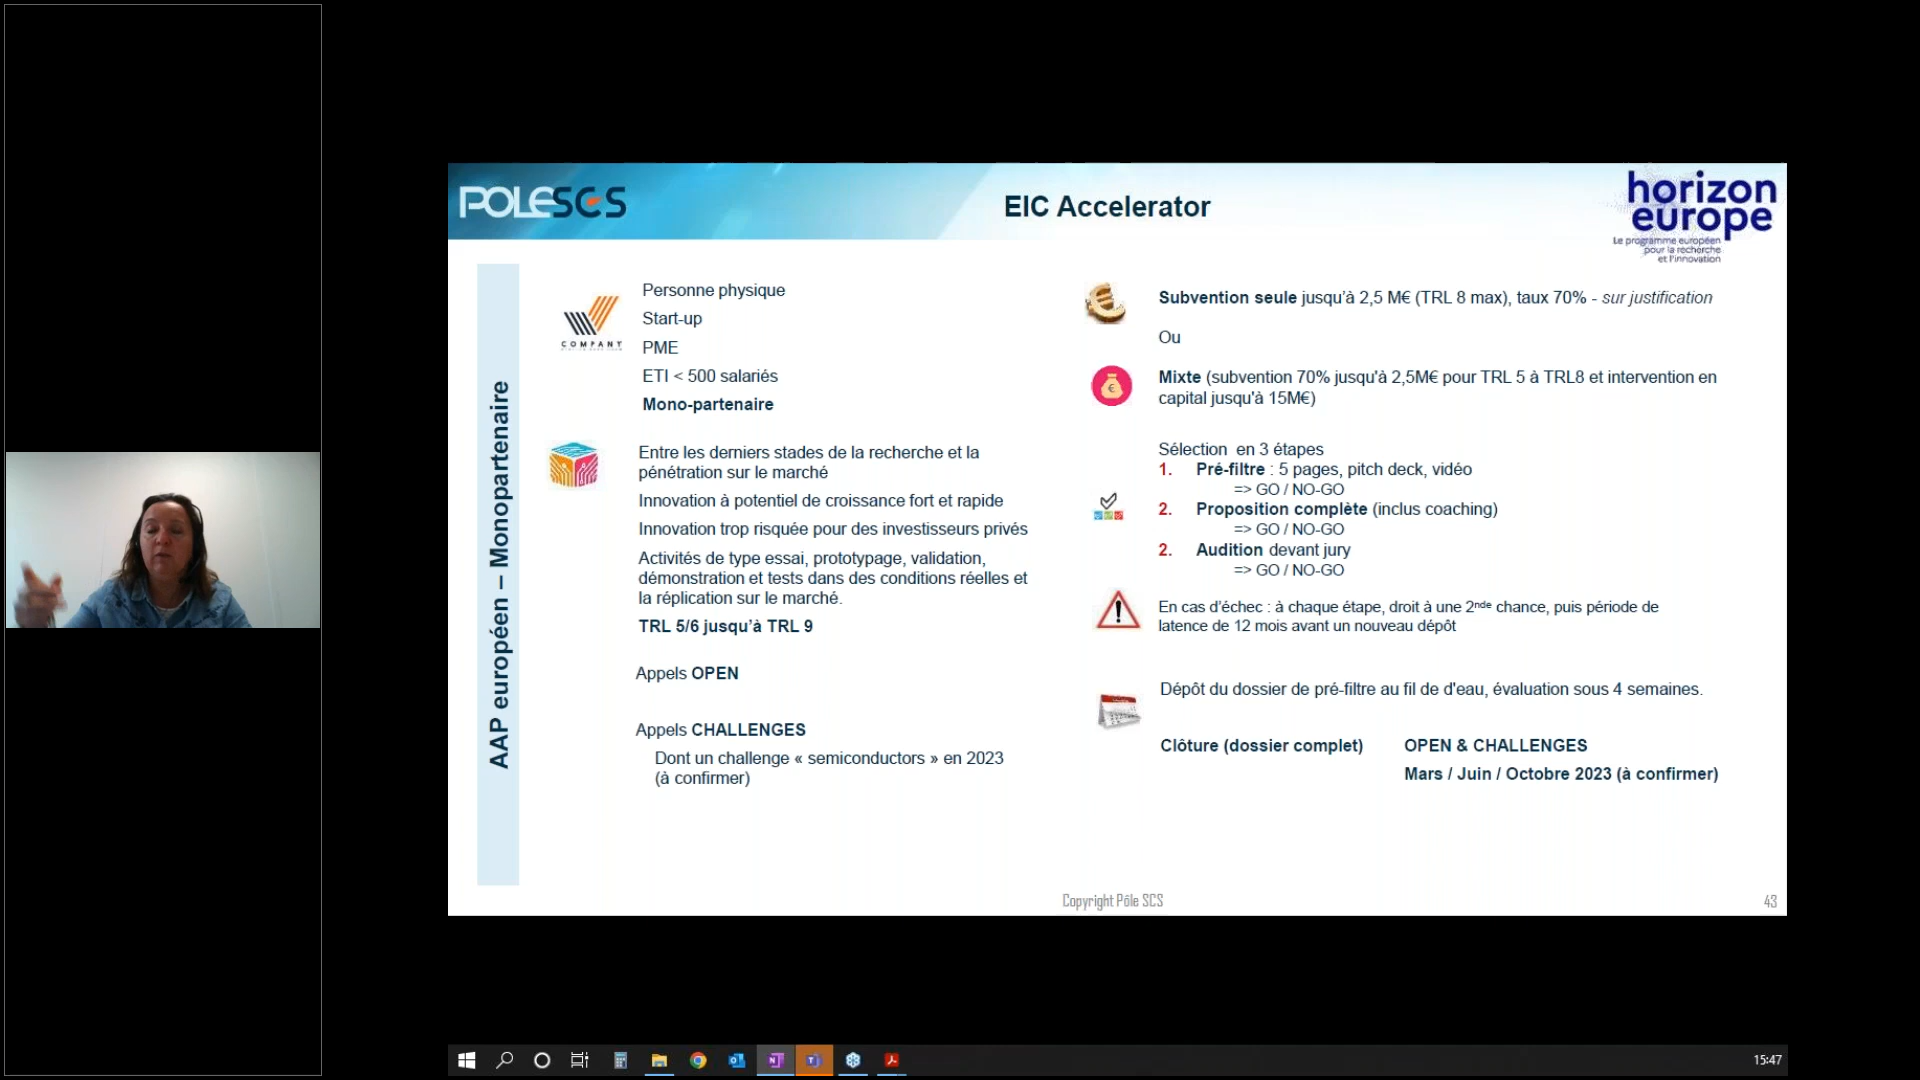 POLESCS
EIC Accelerator
horizon
europe
Le programme européen
pour la recherche
et l'innovation
AAP européen – Monopartenaire
COMPANY
Personne physique
Start-up
PME
ETI < 500 salariés
Mono-partenaire
Entre les derniers stades de la recherche et la
pénétration sur le marché
Innovation à potentiel de croissance fort et rapide
Innovation trop risquée pour des investisseurs privés
Activités de type essai, prototypage, validation,
démonstration et tests dans des conditions réelles et
la réplication sur le marché.
TRL 5/6 jusqu'à TRL 9
Appels OPEN
Appels CHALLENGES
Dont un challenge « semiconductors » en 2023
(à confirmer)
Subvention seule jusqu'à 2,5 M€ (TRL 8 max), taux 70% - sur justification
Ou
Mixte (subvention 70% jusqu'à 2,5M€ pour TRL 5 à TRL8 et intervention en
capital jusqu'à 15M€)
Sélection en 3 étapes
1. Pré-filtre : 5 pages, pitch deck, vidéo
=> GO / NO-GO
2. Proposition complète (inclus coaching)
=> GO / NO-GO
2. Audition devant jury
=> GO / NO-GO
En cas d'échec : à chaque étape, droit à une 2nde chance, puis période de
latence de 12 mois avant un nouveau dépôt
Dépôt du dossier de pré-filtre au fil de d'eau, évaluation sous 4 semaines.
Clôture (dossier complet) OPEN & CHALLENGES
Mars / Juin / Octobre 2023 (à confirmer)
Copyright Pôle SCS
43
15:47